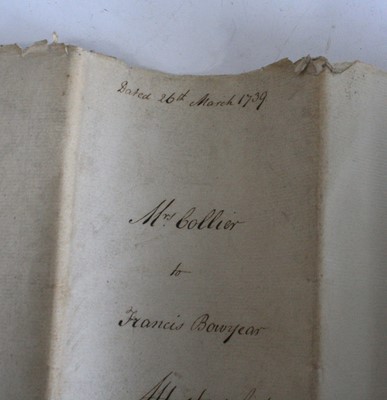 Dated 26th March 1739
Mrs Collier
to
Francis Bowyear